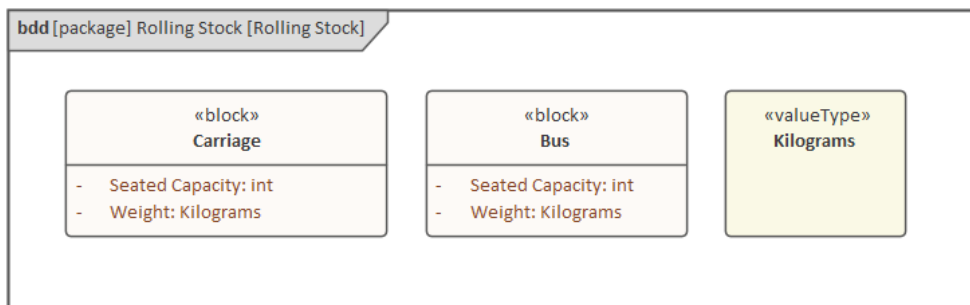 bdd [package] Rolling Stock [Rolling Stock]
«block»
Carriage
- Seated Capacity: int
- Weight: Kilograms
«block»
Bus
- Seated Capacity: int
- Weight: Kilograms
«valueType»
Kilograms